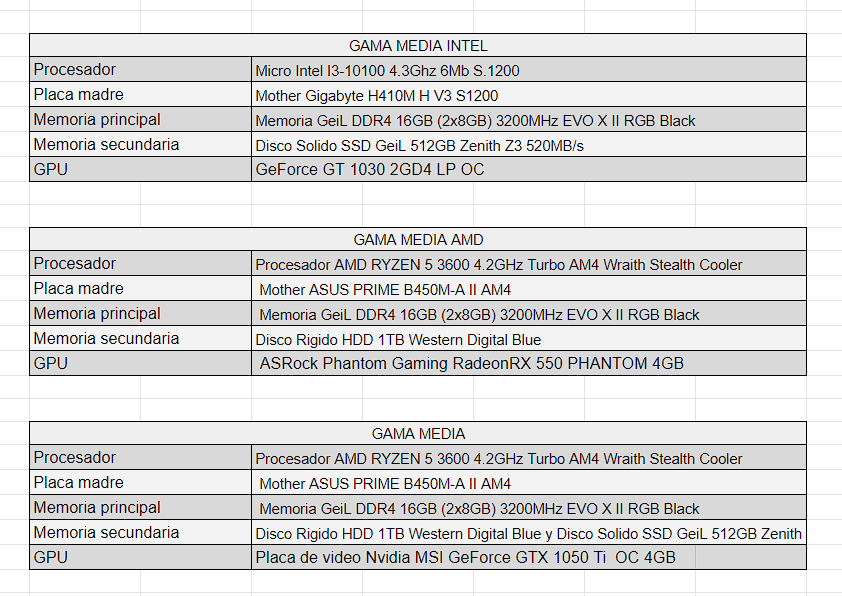 GAMA MEDIA INTEL
Procesador Micro Intel I3-10100 4.3Ghz 6Mb S.1200
Placa madre Mother Gigabyte H410M H V3 S1200
Memoria principal Memoria GeiL DDR4 16GB (2x8GB) 3200MHz EVO X II RGB Black
Memoria secundaria Disco Solido SSD GeiL 512GB Zenith Z3 520MB/s
GPU GeForce GT 1030 2GD4 LP OC
GAMA MEDIA AMD
Procesador Procesador AMD RYZEN 5 3600 4.2GHz Turbo AM4 Wraith Stealth Cooler
Placa madre Mother ASUS PRIME B450M-A II AM4
Memoria principal Memoria GeiL DDR4 16GB (2x8GB) 3200MHz EVO X II RGB Black
Memoria secundaria Disco Rigido HDD 1TB Western Digital Blue
GPU ASRock Phantom Gaming RadeonRX 550 PHANTOM 4GB
GAMA MEDIA
Procesador Procesador AMD RYZEN 5 3600 4.2GHz Turbo AM4 Wraith Stealth Cooler
Placa madre Mother ASUS PRIME B450M-A II AM4
Memoria principal Memoria GeiL DDR4 16GB (2x8GB) 3200MHz EVO X II RGB Black
Memoria secundaria Disco Rigido HDD 1TB Western Digital Blue y Disco Solido SSD GeiL 512GB Zenith
GPU Placa de video Nvidia MSI GeForce GTX 1050 Ti OC 4GB